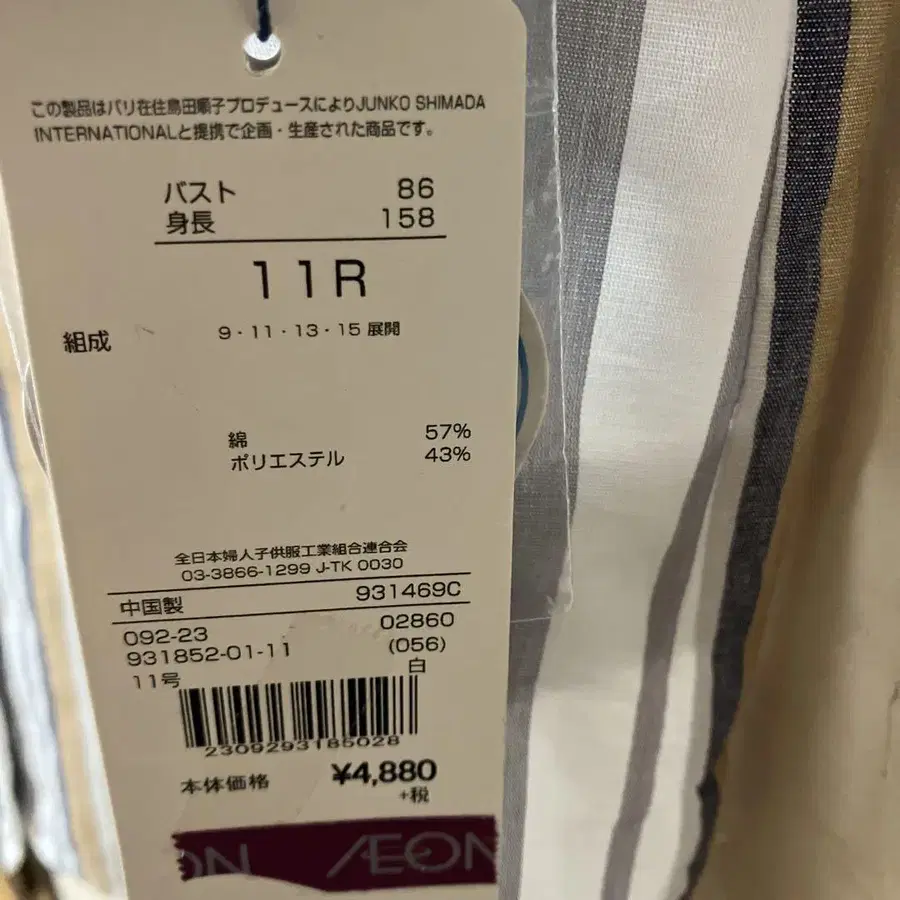 この製品はパリ在住島田順子プロデュースによりJUNKO SHIMADA
INTERNATIONALと提携で企画・生産された商品です。
バスト 86
身長 158
11R
9・11・13・15 展開
組成
綿 57%
ポリエステル 43%
全日本婦人子供服工業組合連合会
03-3866-1299 J-TK 0030
中国製 931469C
092-23 02860
931852-01-11 (056)
11号 白
2309293185028
本体価格 ¥4,880
+税
ON ÆON